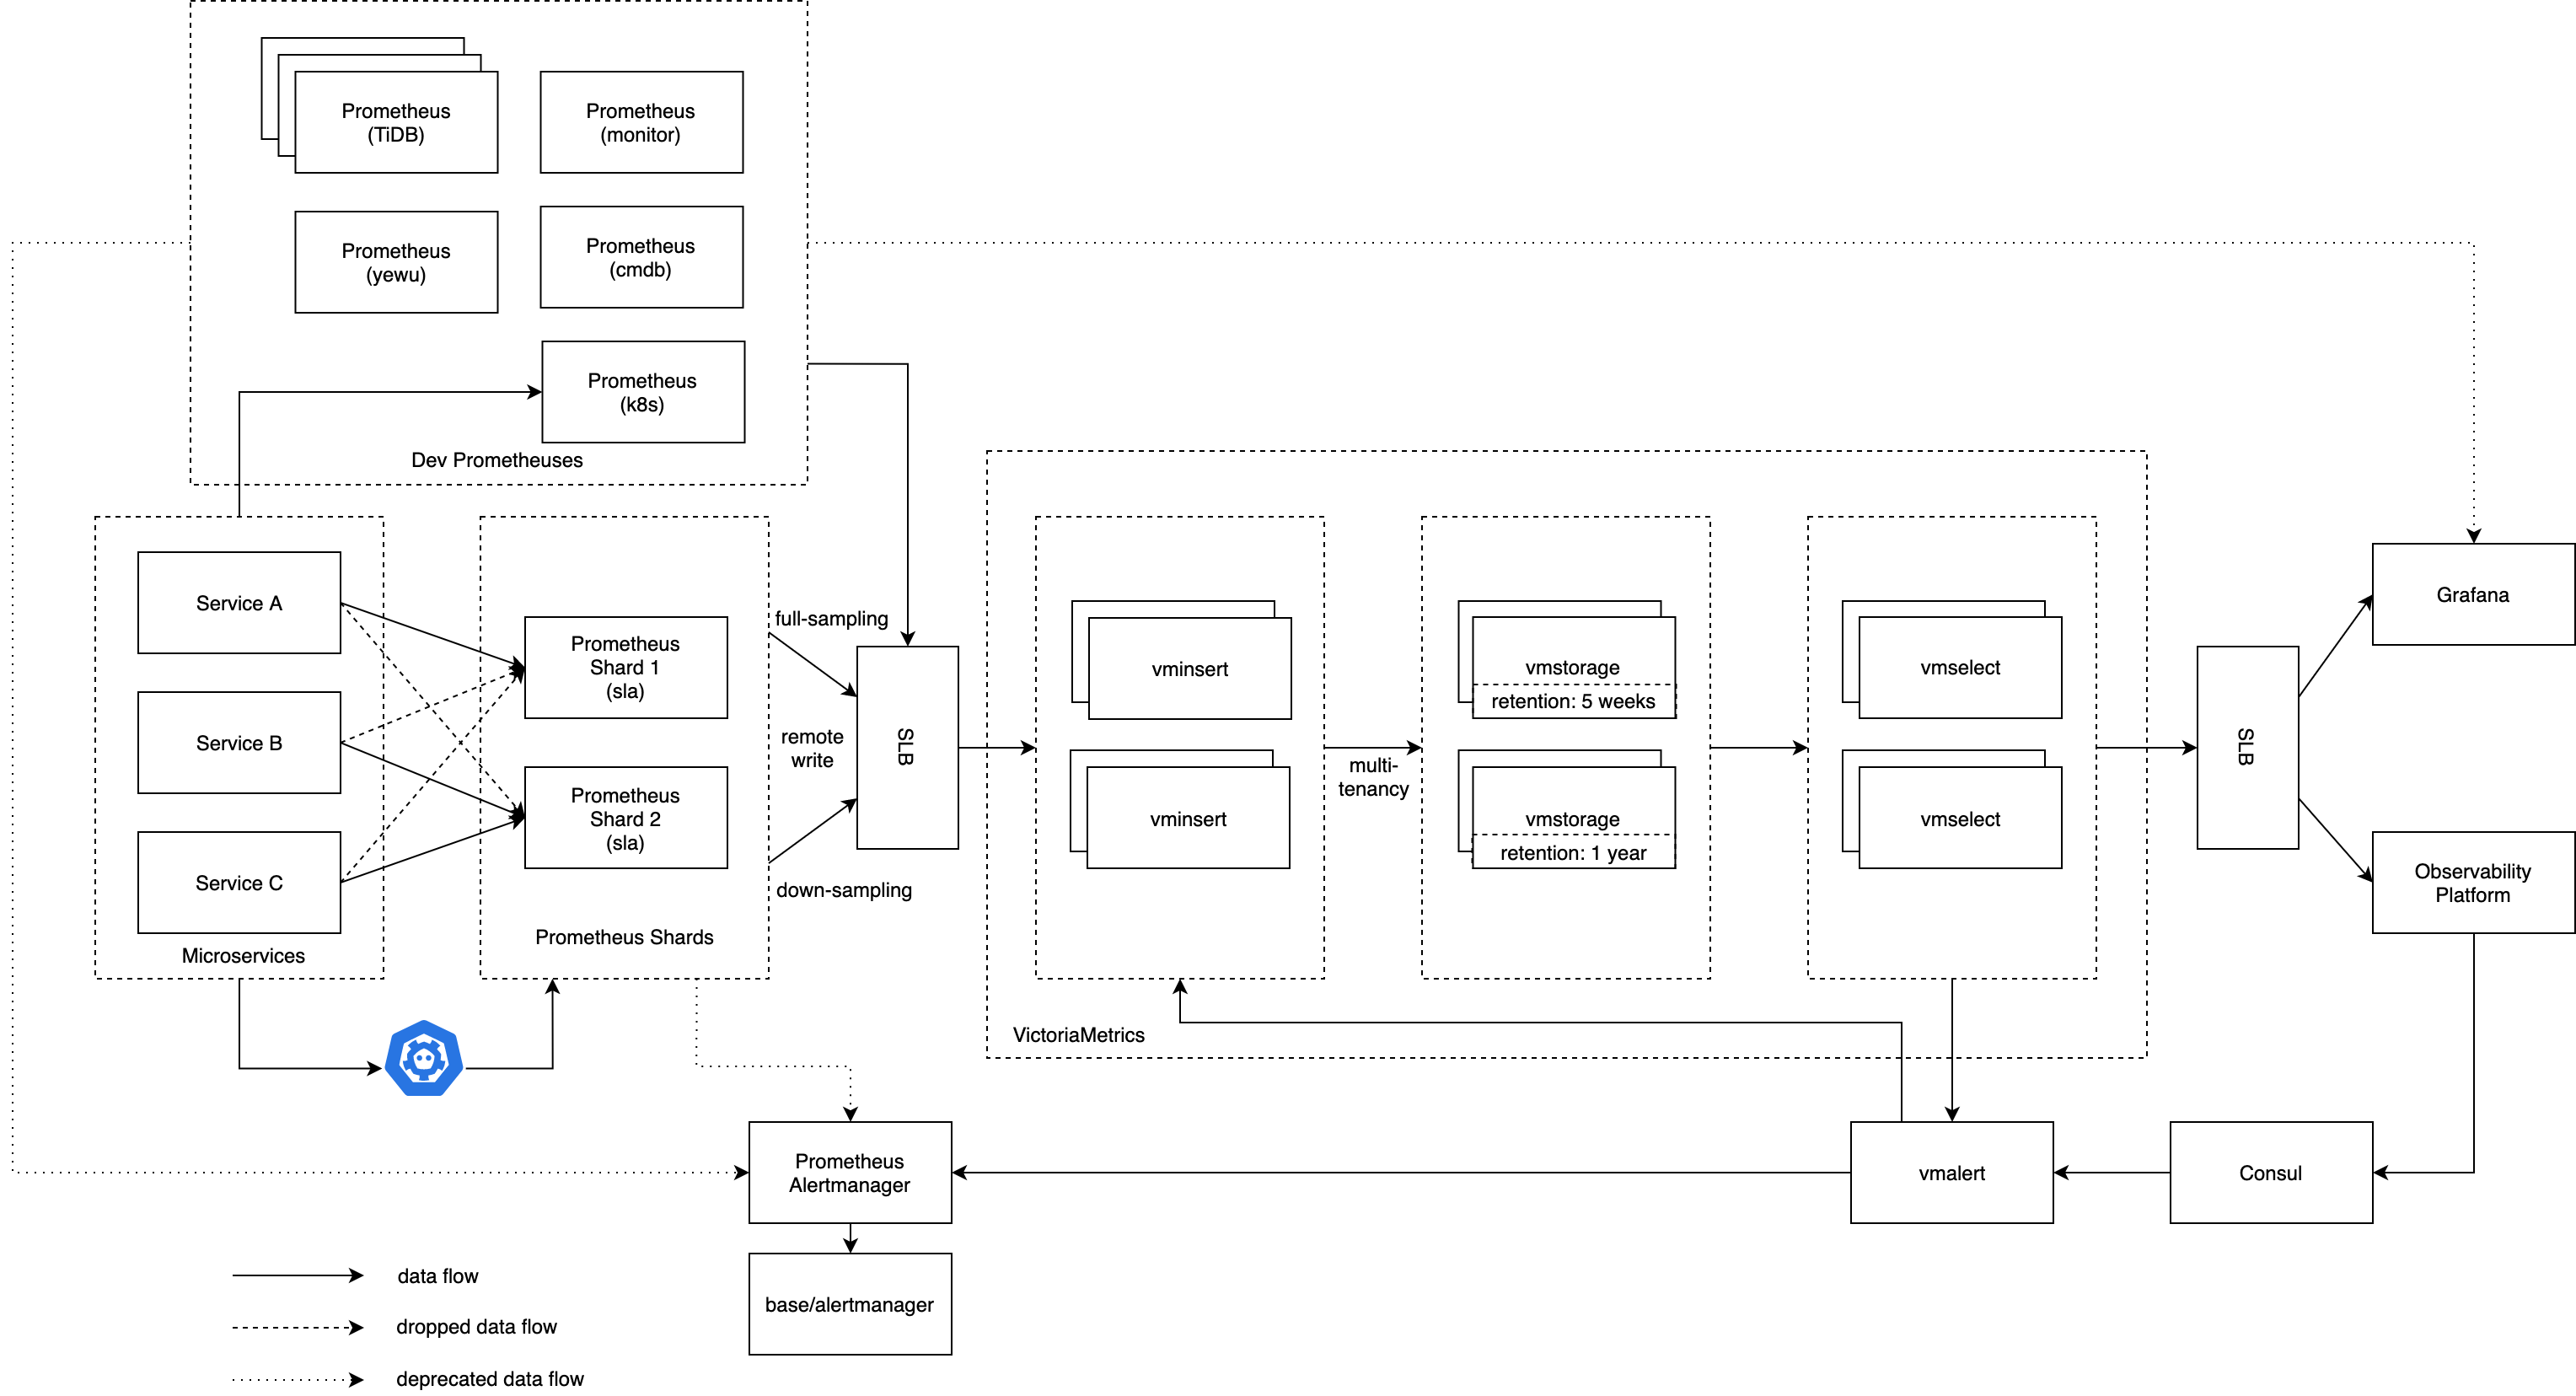 Prometheus
(TiDB)
Prometheus
(monitor)
Prometheus
(yewu)
Prometheus
(cmdb)
Prometheus
(k8s)
Dev Prometheuses
Service A
Service B
Service C
Microservices
Prometheus
Shard 1
(sla)
Prometheus
Shard 2
(sla)
Prometheus Shards
full-sampling
remote
write
down-sampling
SLB
vminsert
vminsert
multi-
tenancy
vmstorage
retention: 5 weeks
vmstorage
retention: 1 year
vmselect
vmselect
VictoriaMetrics
SLB
Grafana
Observability
Platform
Prometheus
Alertmanager
vmalert
Consul
base/alertmanager
data flow
dropped data flow
deprecated data flow